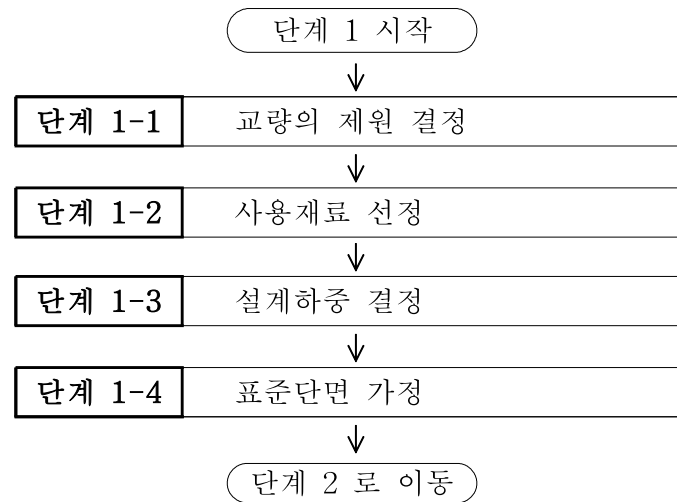 단계 1 시작
단계 1-1 교량의 제원 결정
단계 1-2 사용재료 선정
단계 1-3 설계하중 결정
단계 1-4 표준단면 가정
단계 2 로 이동